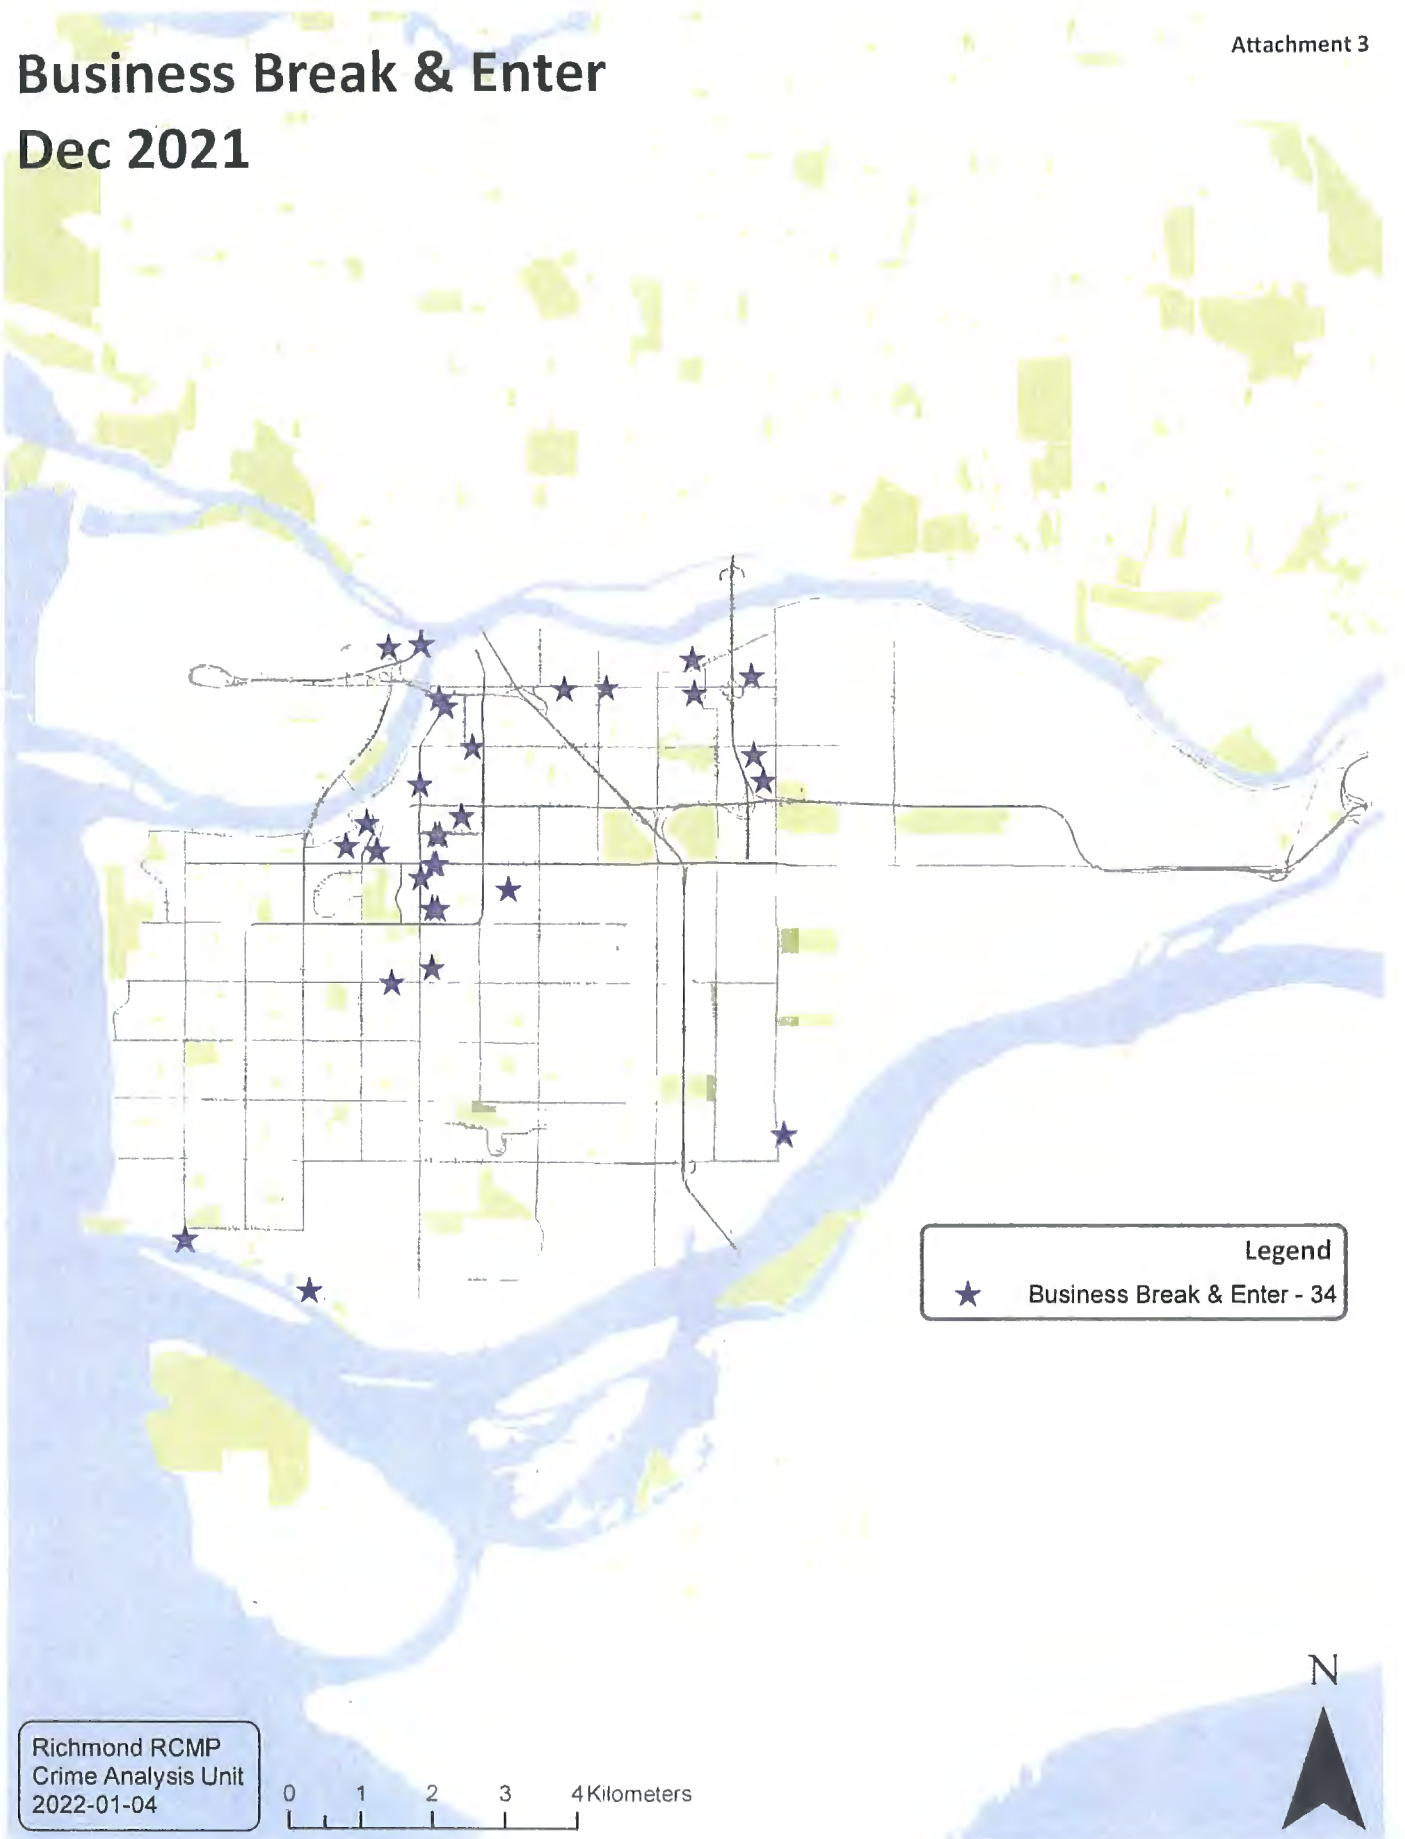 Attachment 3
Business Break & Enter
Dec 2021
Legend
Business Break & Enter - 34
N
Richmond RCMP
Crime Analysis Unit
2022-01-04
0 1 2 3 4 Kilometers